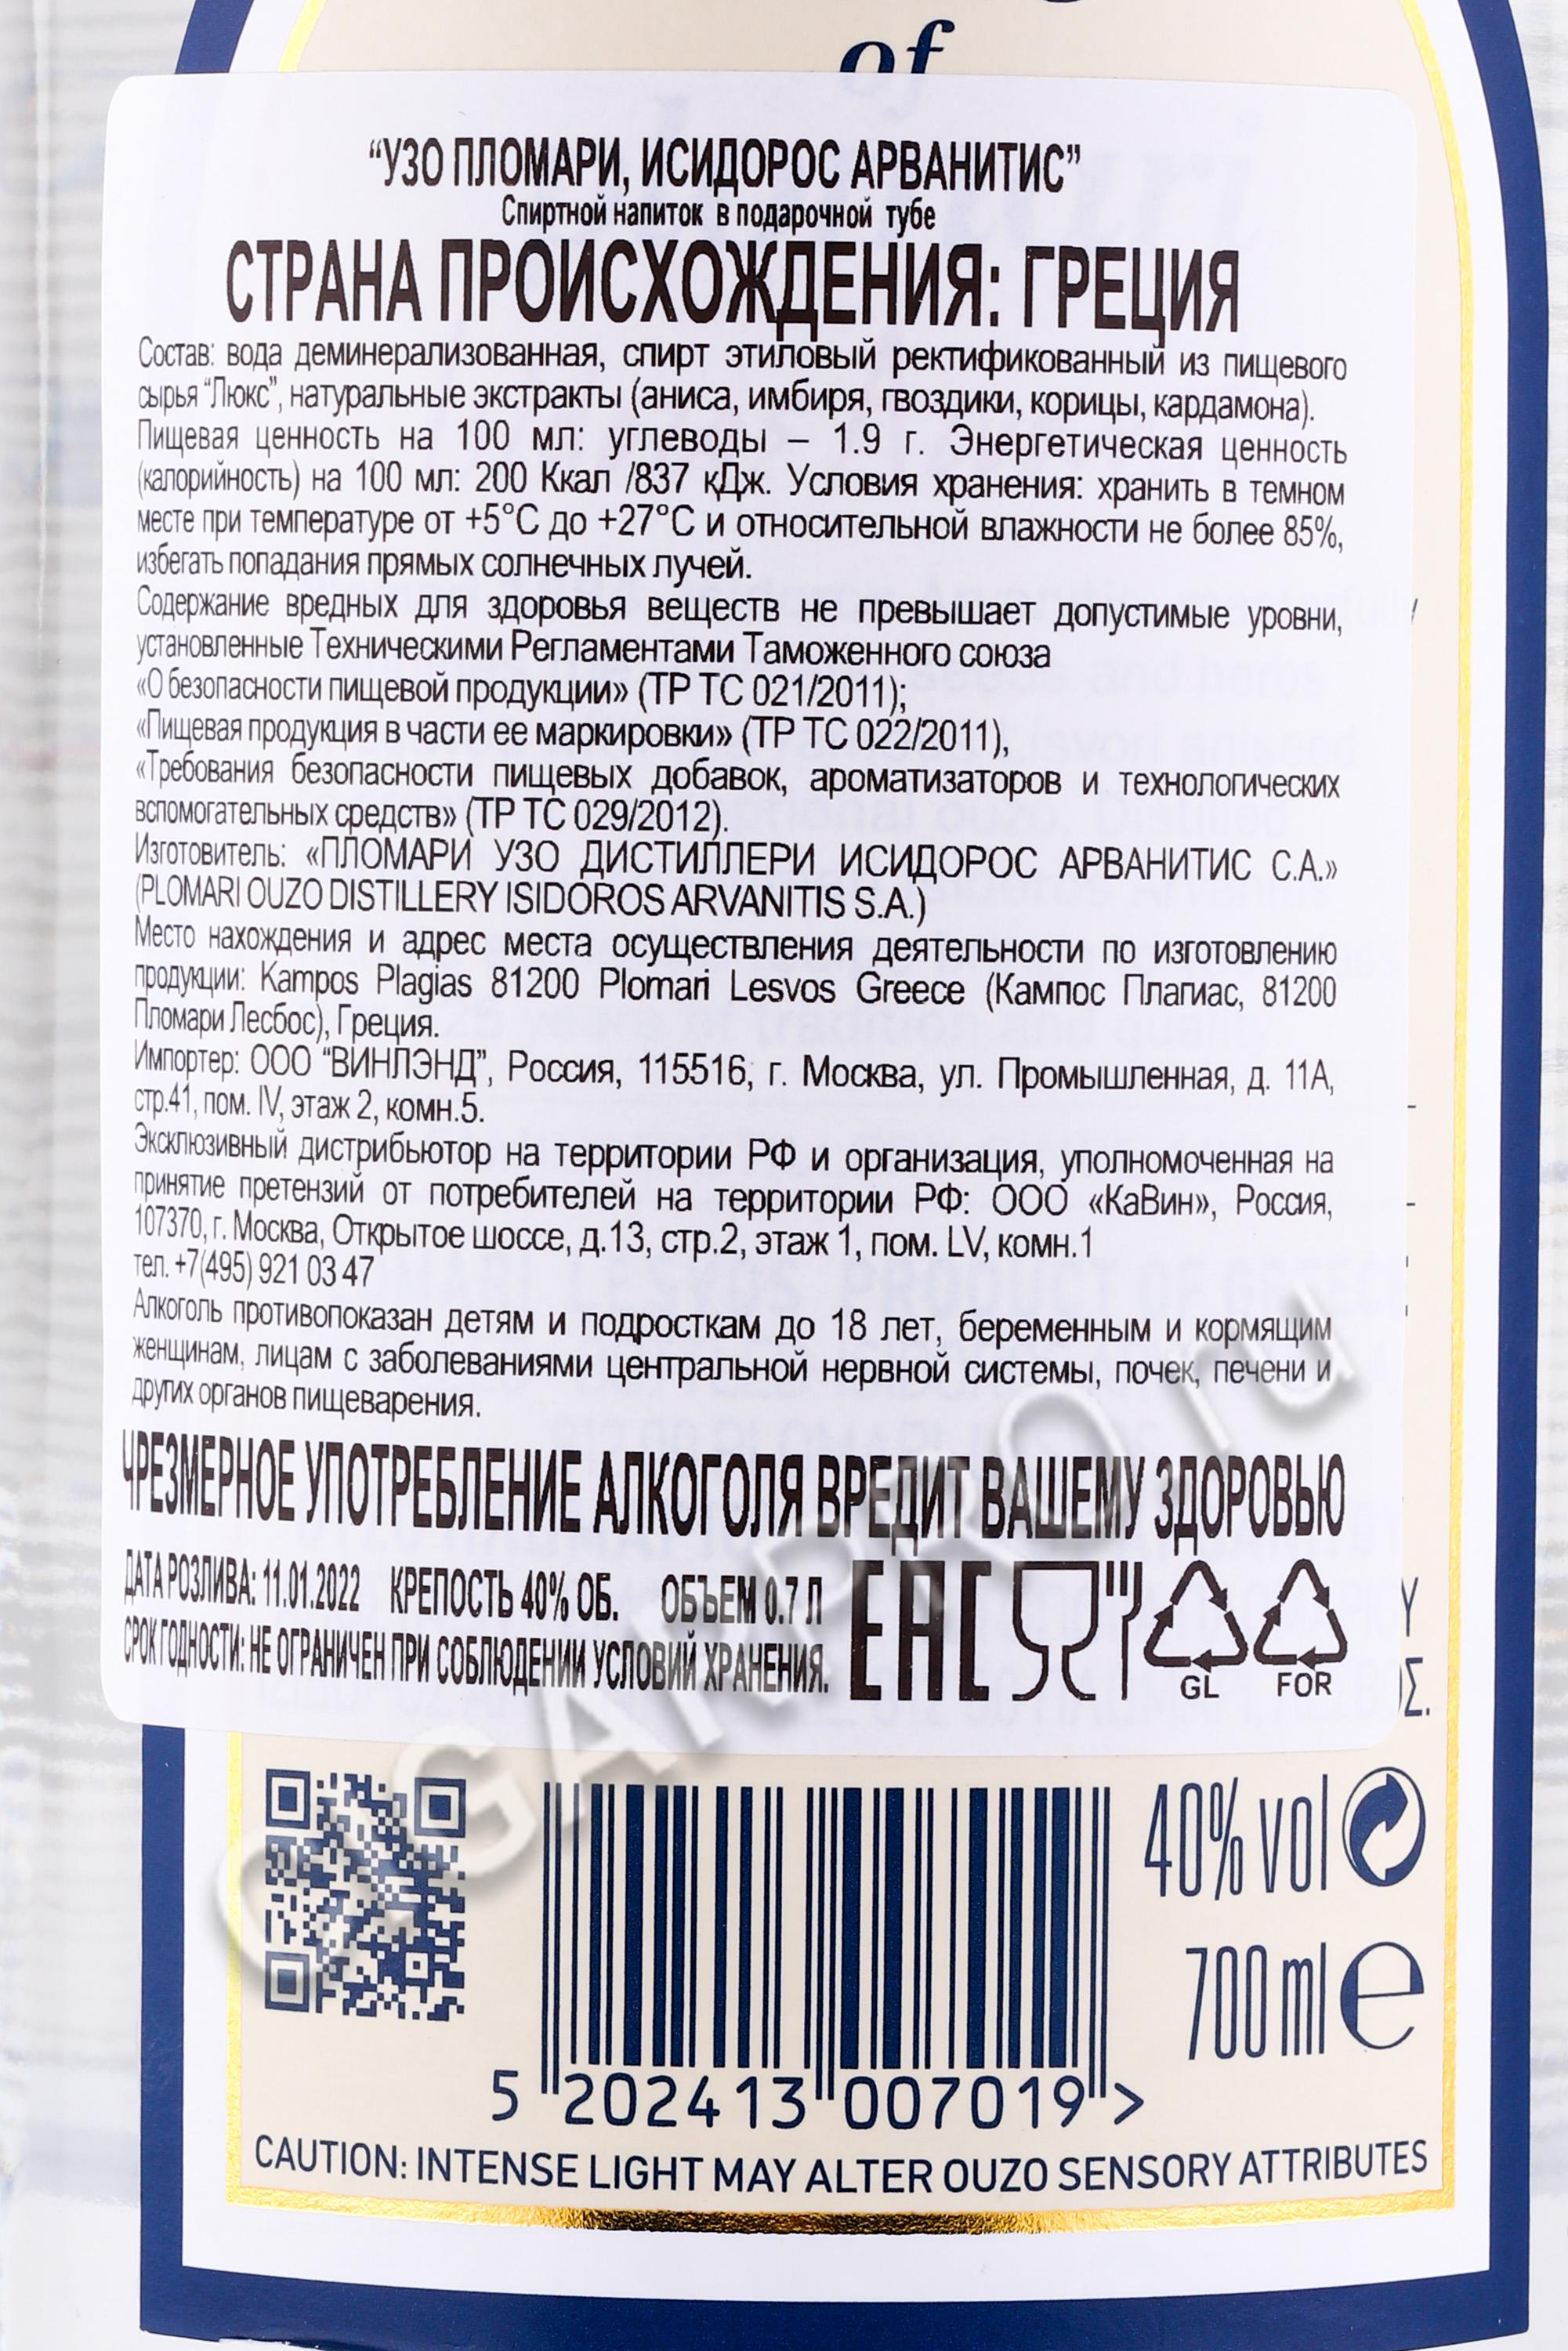 of
“УЗО ПЛОМАРИ, ИСИДОРОС АРВАНИТИС”
Спиртной напиток в подарочной тубе
СТРАНА ПРОИСХОЖДЕНИЯ: ГРЕЦИЯ
Состав: вода деминерализованная, спирт этиловый ректификованный из пищевого
сырья “Люкс”, натуральные экстракты (аниса, имбиря, гвоздики, корицы, кардамона).
Пищевая ценность на 100 мл: углеводы – 1.9 г. Энергетическая ценность
(калорийность) на 100 мл: 200 Ккал /837 кДж. Условия хранения: хранить в темном
месте при температуре от +5°С до +27°С и относительной влажности не более 85%,
избегать попадания прямых солнечных лучей.
Содержание вредных для здоровья веществ не превышает допустимые уровни,
установленные Техническими Регламентами Таможенного союза
«О безопасности пищевой продукции» (ТР ТС 021/2011);
«Пищевая продукция в части ее маркировки» (ТР ТС 022/2011),
«Требования безопасности пищевых добавок, ароматизаторов и технологических
вспомогательных средств» (ТР ТС 029/2012).
Изготовитель: «ПЛОМАРИ УЗО ДИСТИЛЛЕРИ ИСИДОРОС АРВАНИТИС С.А.»
(PLOMARI OUZO DISTILLERY ISIDOROS ARVANITIS S.A.)
Место нахождения и адрес места осуществления деятельности по изготовлению
продукции: Kampos Plagias 81200 Plomari Lesvos Greece (Кампос Плагиас, 81200
Пломари Лесбос), Греция.
Импортер: ООО “ВИНЛЭНД”, Россия, 115516, г. Москва, ул. Промышленная, д. 11А,
стр.41, пом. IV, этаж 2, комн.5.
Эксклюзивный дистрибьютор на территории РФ и организация, уполномоченная на
принятие претензий от потребителей на территории РФ: ООО «КаВин», Россия,
107370, г. Москва, Открытое шоссе, д.13, стр.2, этаж 1, пом. LV, комн.1
тел. +7(495) 921 03 47
Алкоголь противопоказан детям и подросткам до 18 лет, беременным и кормящим
женщинам, лицам с заболеваниями центральной нервной системы, почек, печени и
других органов пищеварения.
ЧРЕЗМЕРНОЕ УПОТРЕБЛЕНИЕ АЛКОГОЛЯ ВРЕДИТ ВАШЕМУ ЗДОРОВЬЮ
ДАТА РОЗЛИВА: 11.01.2022 КРЕПОСТЬ 40% ОБ. ОБЪЕМ 0.7 Л
СРОК ГОДНОСТИ: НЕ ОГРАНИЧЕН ПРИ СОБЛЮДЕНИИ УСЛОВИЙ ХРАНЕНИЯ.
EAC
GL FOR
CIGARPRO.ru
40% vol
700 ml e
5 202413 007019 >
CAUTION: INTENSE LIGHT MAY ALTER OUZO SENSORY ATTRIBUTES